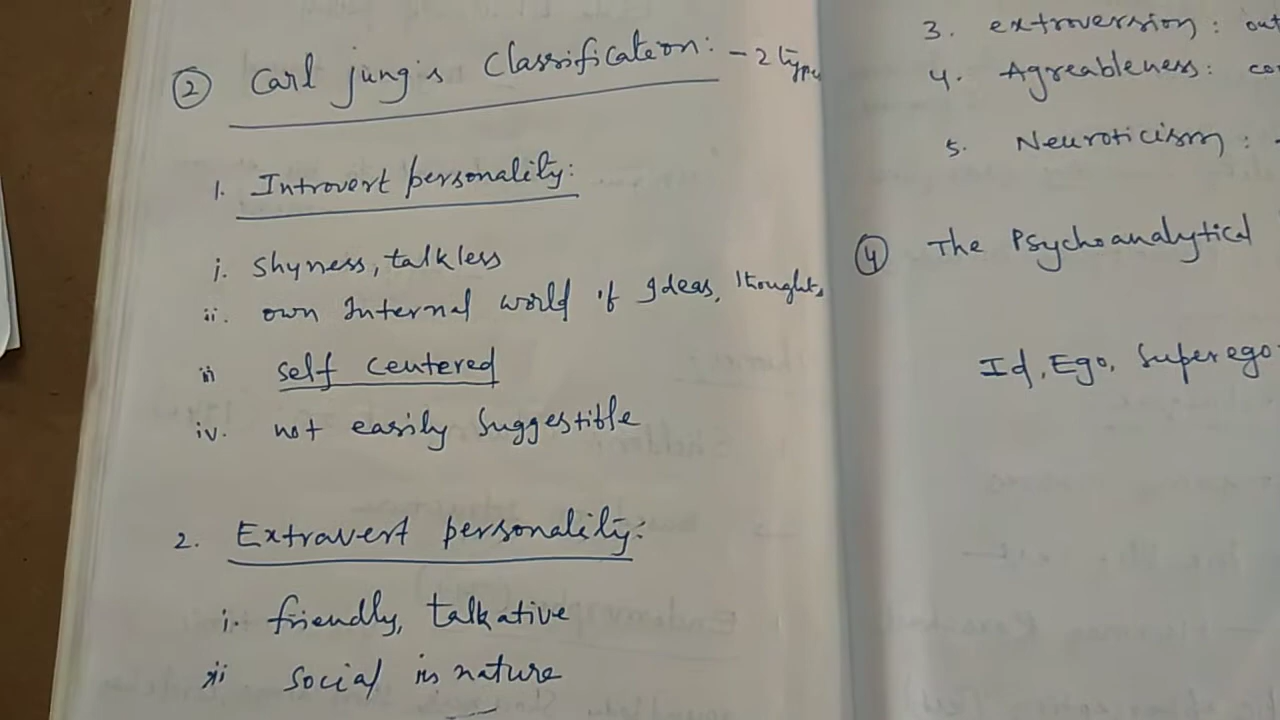 ② Carl jung's Classification: - 2 type
1. Introvert personality:
i. shyness, talkless
ii. own Internal world of Ideas, thoughts
iii self centered
iv. not easily suggestible
2. Extravert personality:
i. friendly, talkative
ii social in nature
3. extroversion: out
4. Agreableness: co
5. Neuroticism:
④ The Psychoanalytical
Id, Ego, Superego